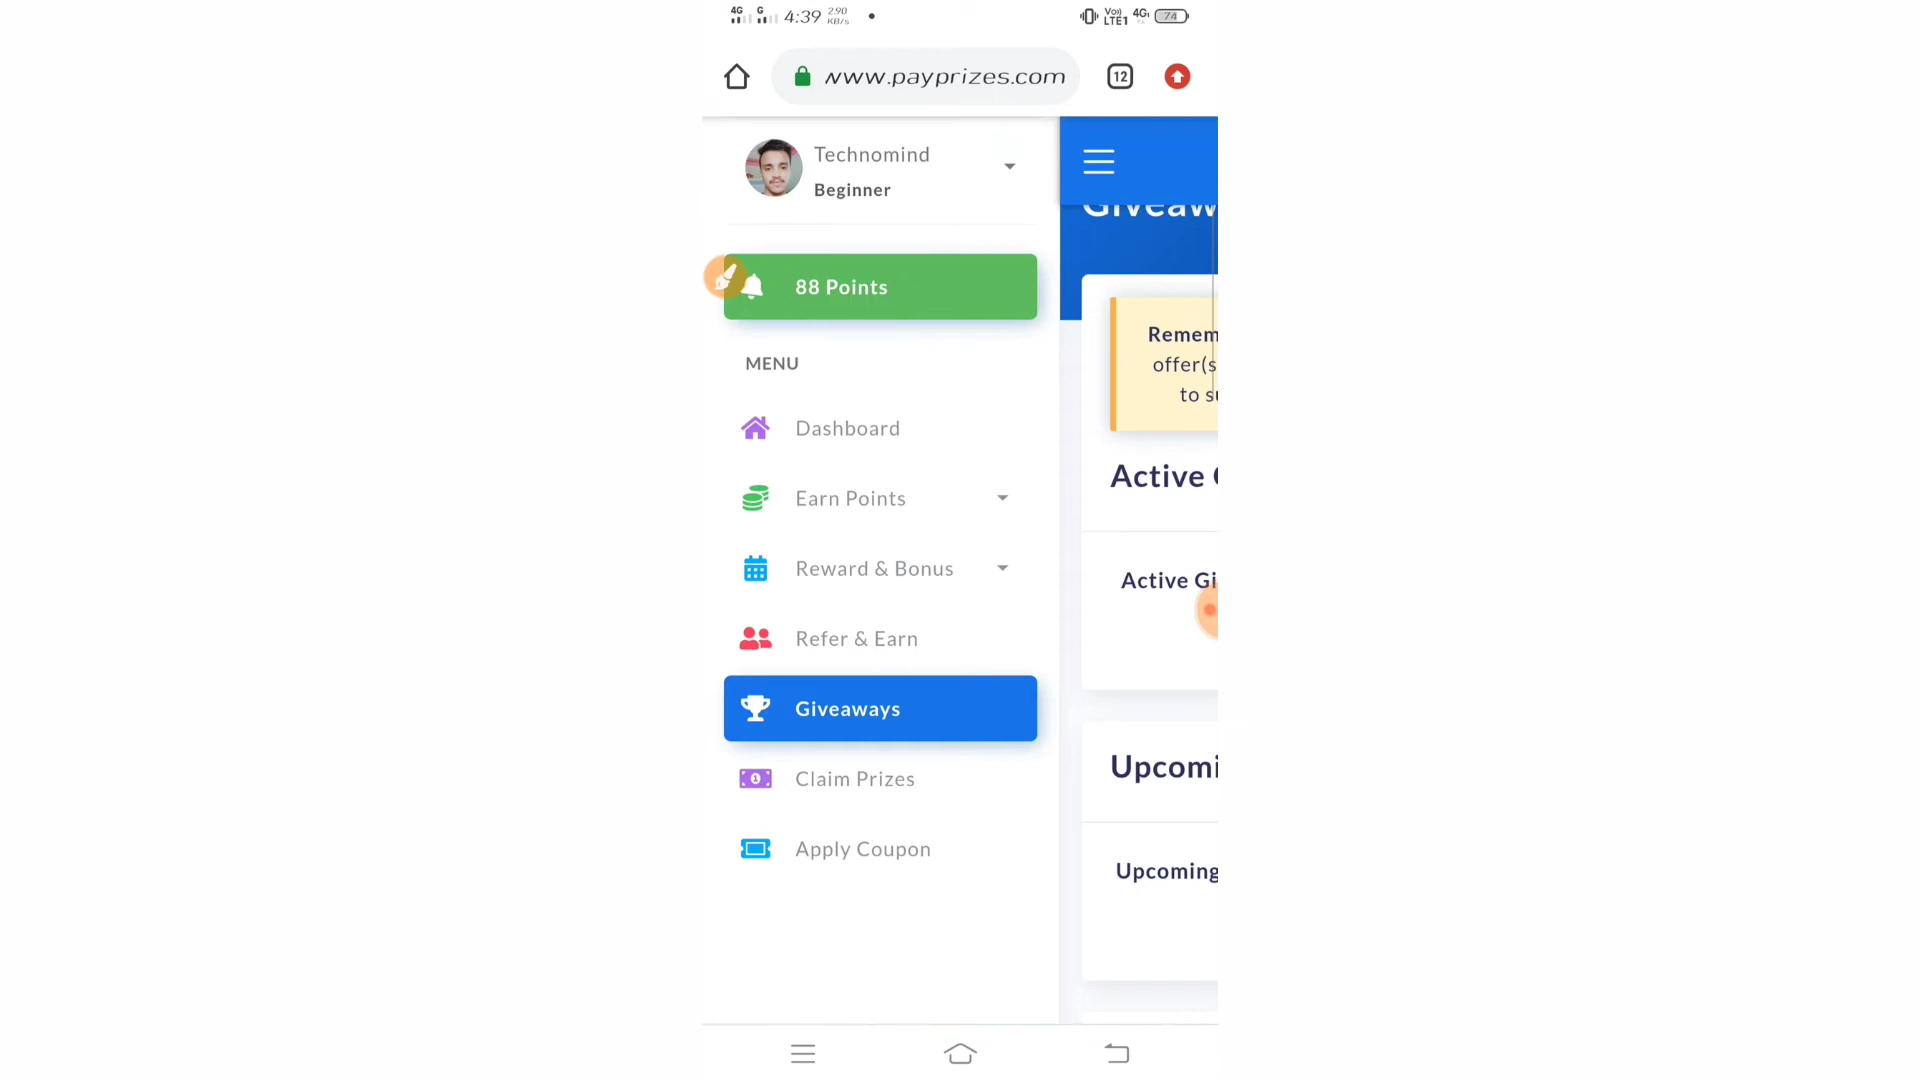 4G G 4:39 2.90 KB/s
Vo)) LTE1 4G 74
www.payprizes.com
12
Technomind
Beginner
88 Points
MENU
Dashboard
Earn Points
Reward & Bonus
Refer & Earn
Giveaways
Claim Prizes
Apply Coupon
Giveaw
Remem
offer(s
to su
Active
Active Gi
Upcomi
Upcoming